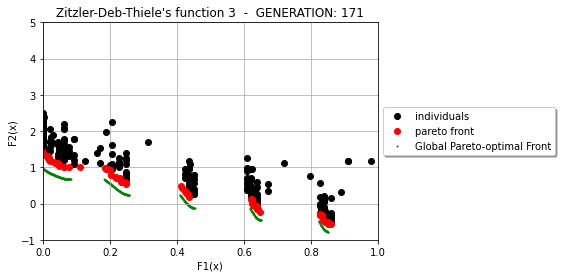 Zitzler-Deb-Thiele's function 3 - GENERATION: 171
5
4
3
2
1
0
−1
F2(x)
0.0 0.2 0.4 0.6 0.8 1.0
F1(x)
individuals
pareto front
Global Pareto-optimal Front